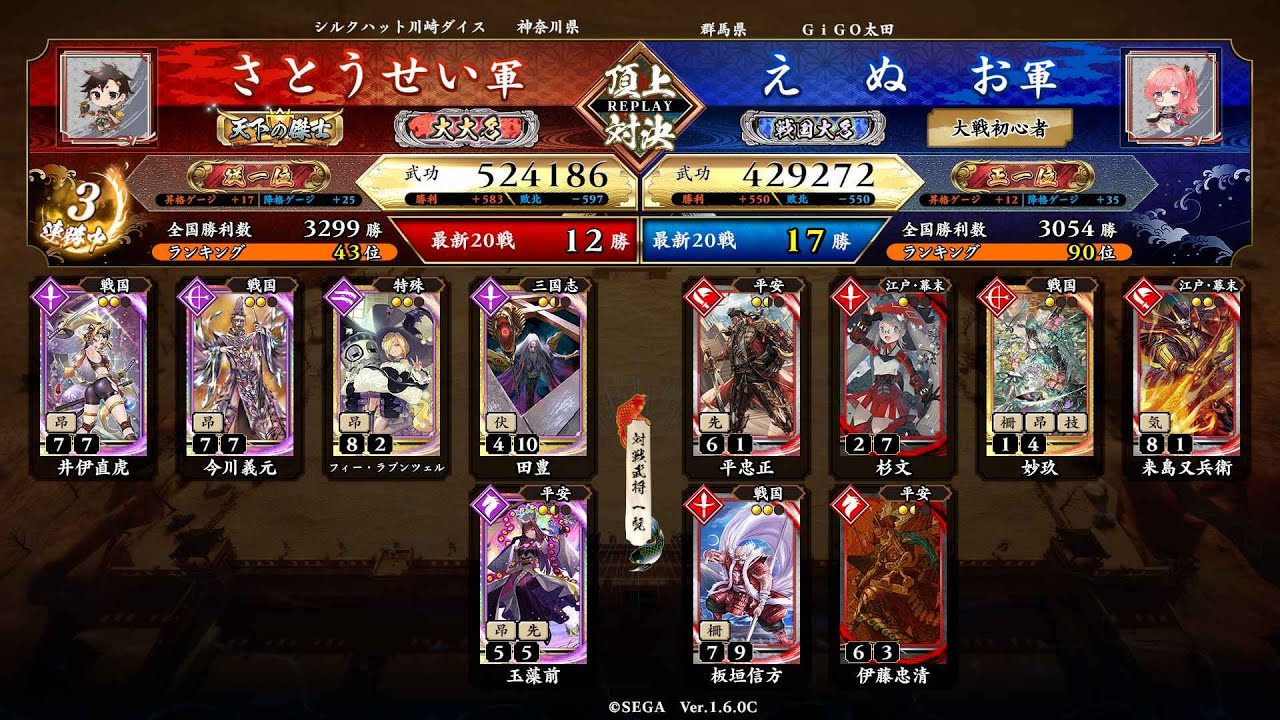 シルクハット川崎ダイス 神奈川県 群馬県 GiGO太田
さとうせい軍 頂上 えぬお軍
REPLAY
対決
天下の傑士 大大名 戦国大名 大戦初心者
従一位 武功 524186 武功 429272 正一位
昇格ゲージ +17 降格ゲージ +25 勝利 +583 敗北 -597 勝利 +550 敗北 -550 昇格ゲージ +12 降格ゲージ +35
3
連勝中
全国勝利数 3299勝 最新20戦 12勝 最新20戦 17勝 全国勝利数 3054勝
ランキング 43位 ランキング 90位
戦国 戦国 特殊 三国志 平安 江戸・幕末 戦国 江戸・幕末
昴 昴 昴 伏 先 柵 昴 技 気
7 7 7 7 8 2 4 10 6 1 2 7 1 4 8 1
井伊直虎 今川義元 フィー・ラプンツェル 田豊 平忠正 杉文 妙玖 来島又兵衛
対戦武将一覧
平安 戦国 平安
昴 先 柵
5 5 7 9 6 3
玉藻前 板垣信方 伊藤忠清
©SEGA Ver.1.6.0C